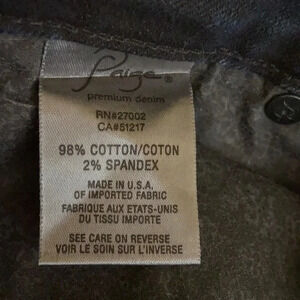 Paige®
premium denim
RN#27002
CA#51217
98% COTTON/COTON
2% SPANDEX
MADE IN U.S.A.
OF IMPORTED FABRIC
FABRIQUE AUX ETATS-UNIS
DU TISSU IMPORTE
SEE CARE ON REVERSE
VOIR LE SOIN SUR L'INVERSE